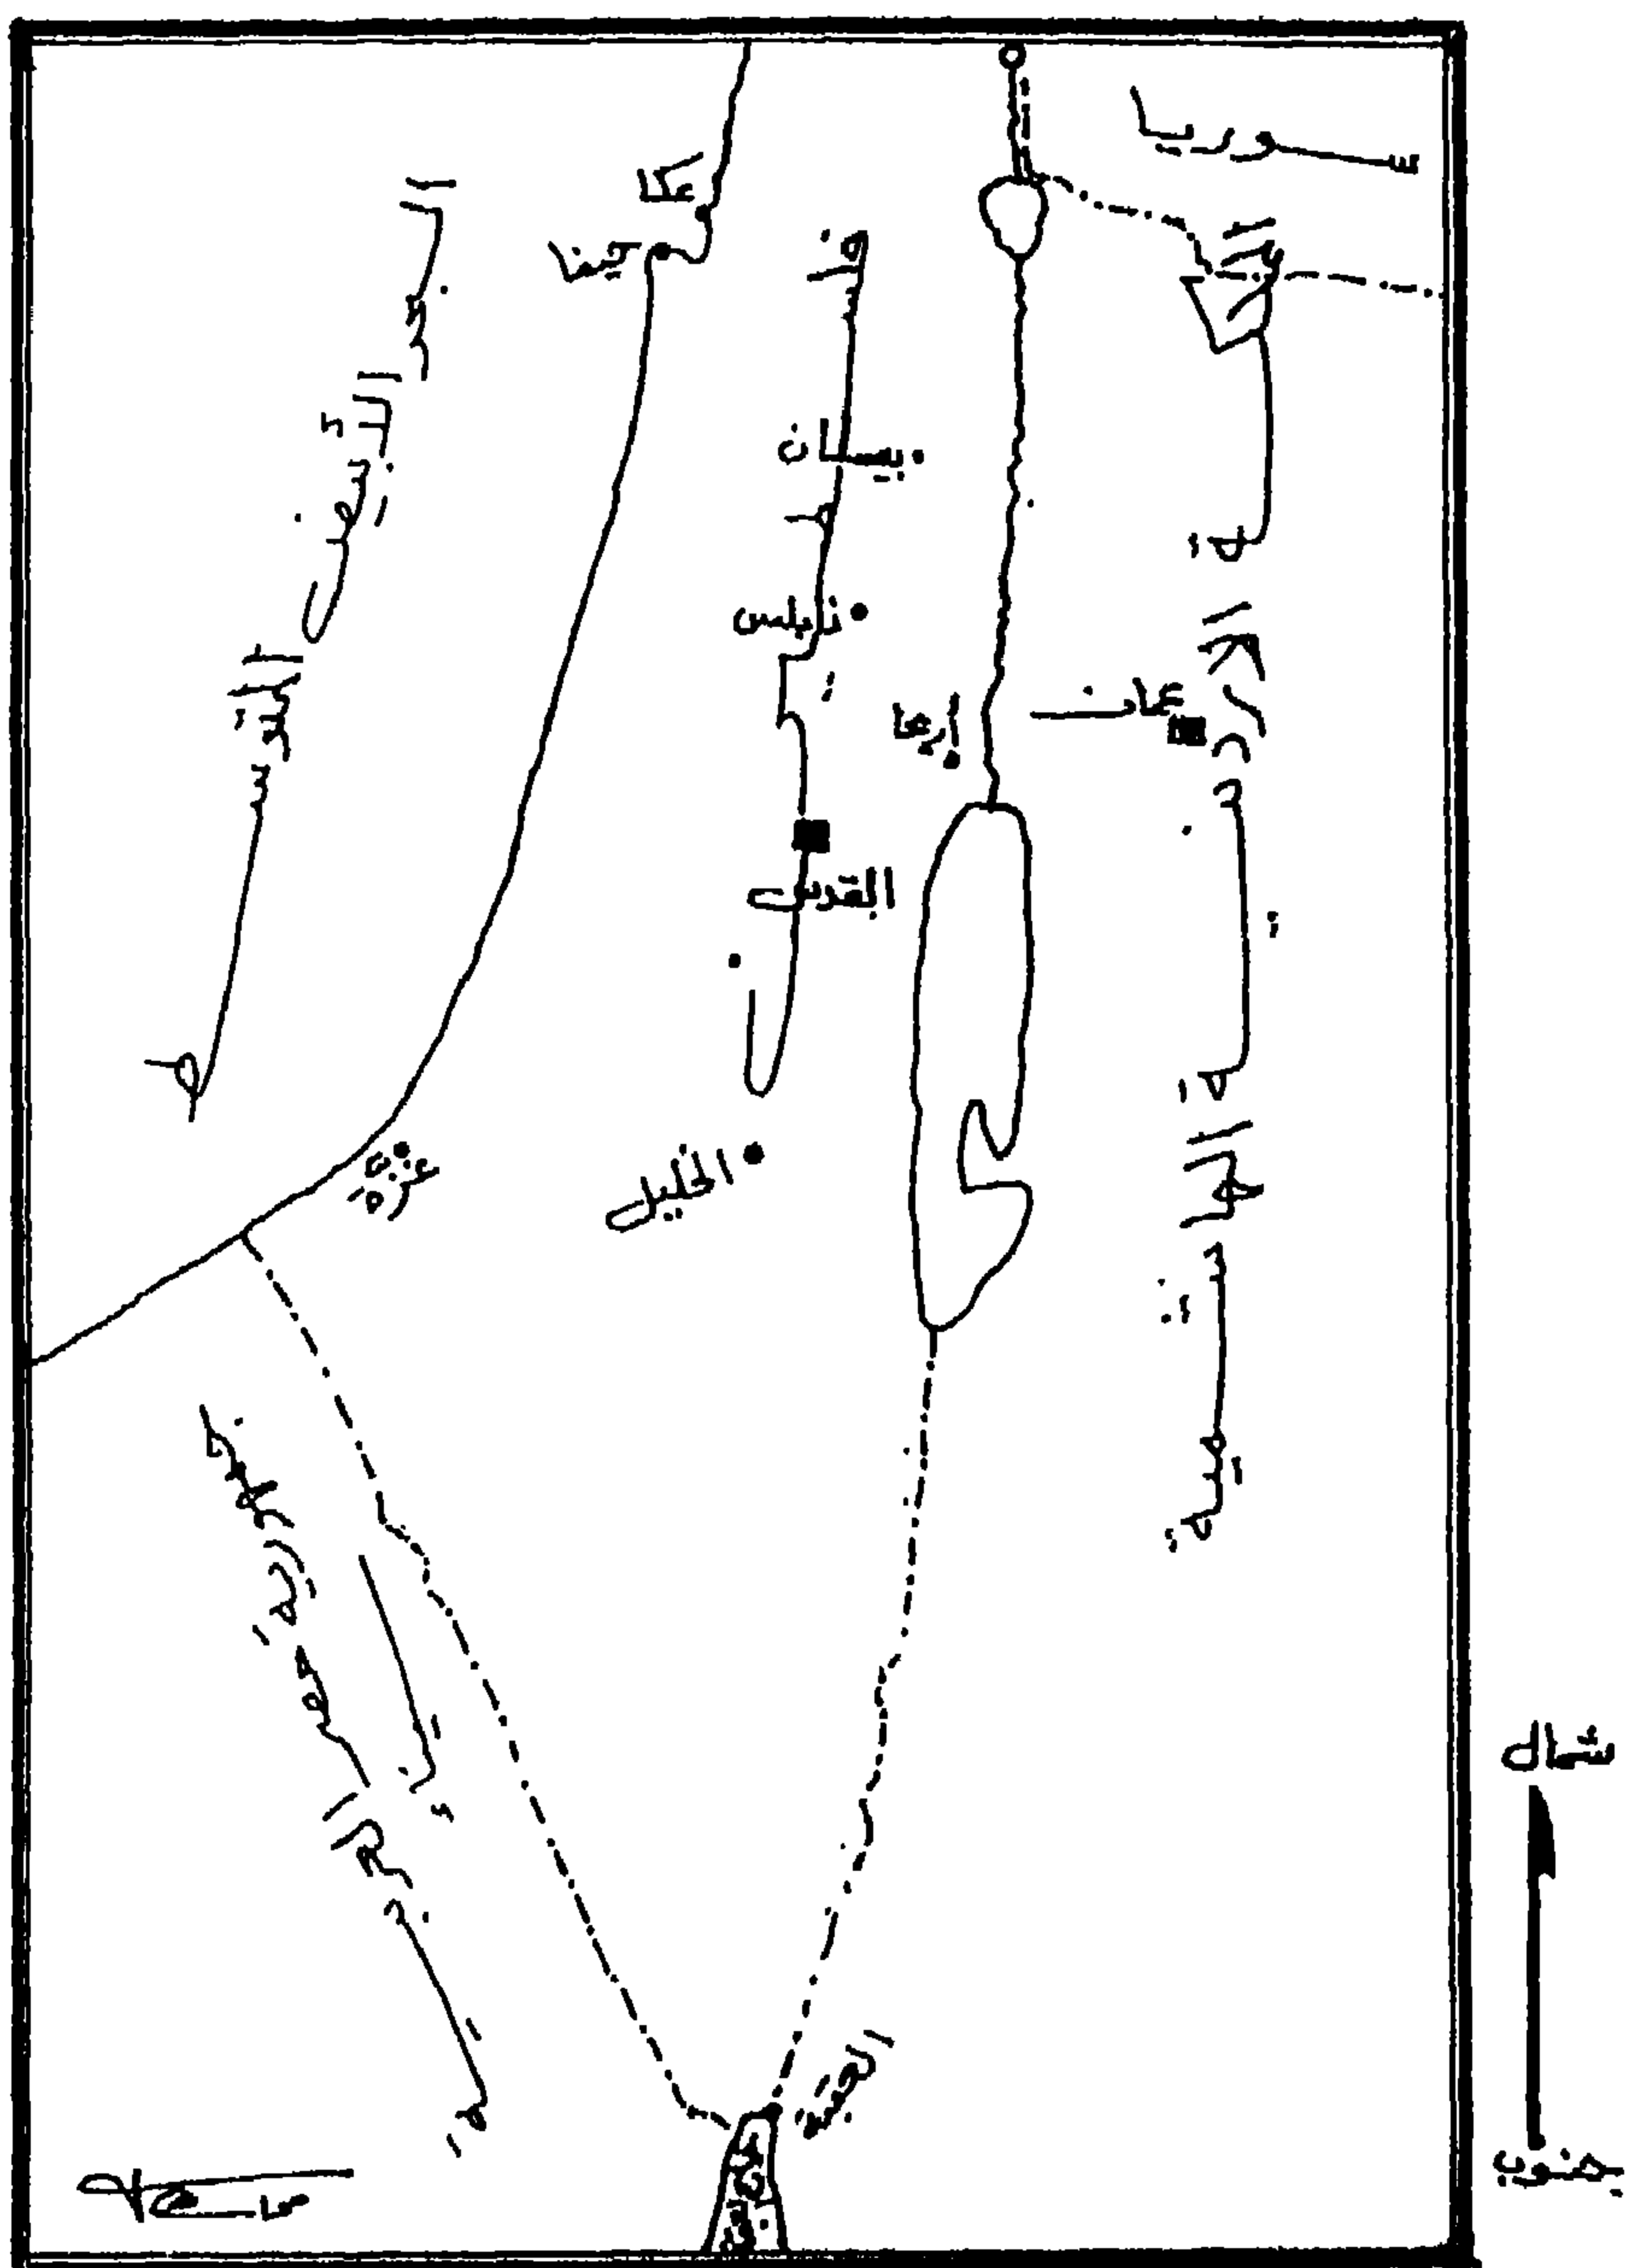 سوريا
عكا
حيفا
البحر الأبيض المتوسط
فلسطين
بيسان
نابلس
أريحا
عمان
المملكة الأردنية الهاشمية
القدس
الخليل
غزة
سينا
جمهورية مصر العربية
العقبة
شمال
جنوب